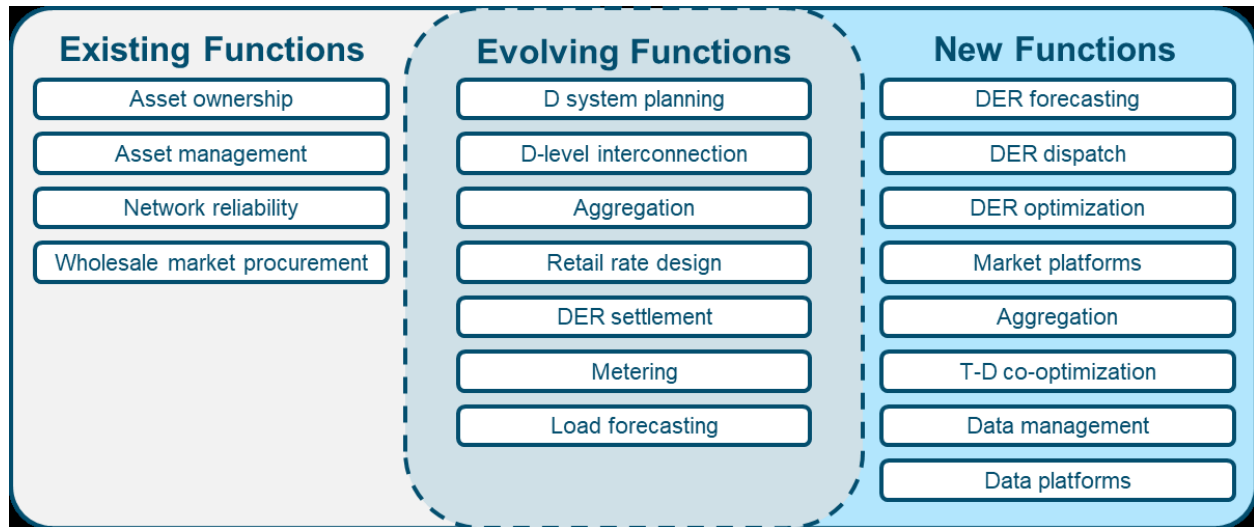 Existing Functions
Asset ownership
Asset management
Network reliability
Wholesale market procurement
Evolving Functions
D system planning
D-level interconnection
Aggregation
Retail rate design
DER settlement
Metering
Load forecasting
New Functions
DER forecasting
DER dispatch
DER optimization
Market platforms
Aggregation
T-D co-optimization
Data management
Data platforms